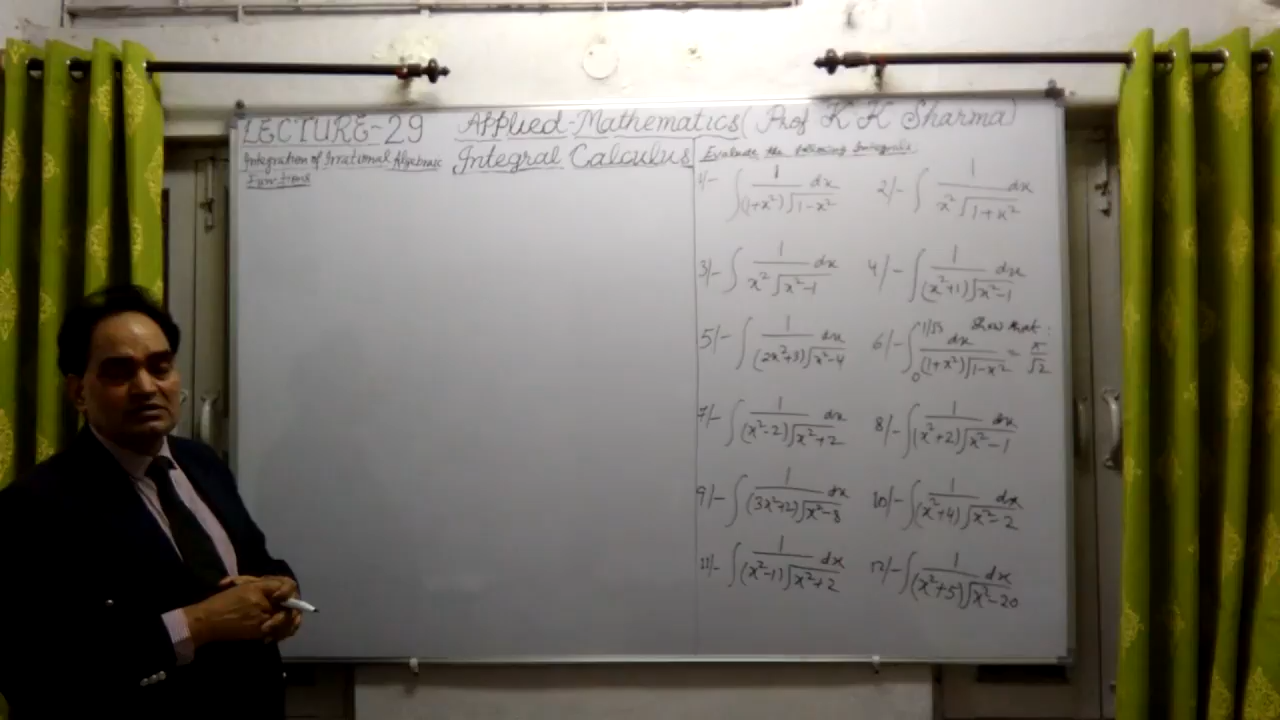 LECTURE-29 Applied-Mathematics ( Prof K K Sharma)
Integration of Irrational Algebraic Functions
Integral Calculus
Evaluate the following Integrals
1/- ∫ 1/((1+x²)√(1-x²)) dx
2/- ∫ 1/(x²√(1+x²)) dx
3/- ∫ 1/(x²√(x²-1)) dx
4/- ∫ 1/((x²+1)√(x²-1)) dx
5/- ∫ 1/((2x²+3)√(x²-4)) dx
6/- Show that: ∫₀^(1/√3) dx/((1+x²)√(1-x²)) = π/√2
7/- ∫ 1/((x²-2)√(x²+2)) dx
8/- ∫ 1/((x²+2)√(x²-1)) dx
9/- ∫ 1/((3x²+2)√(x²-8)) dx
10/- ∫ 1/((x²+4)√(x²-2)) dx
11/- ∫ 1/((x²-1)√(x²+2)) dx
12/- ∫ 1/((x²+5)√(x²-20)) dx